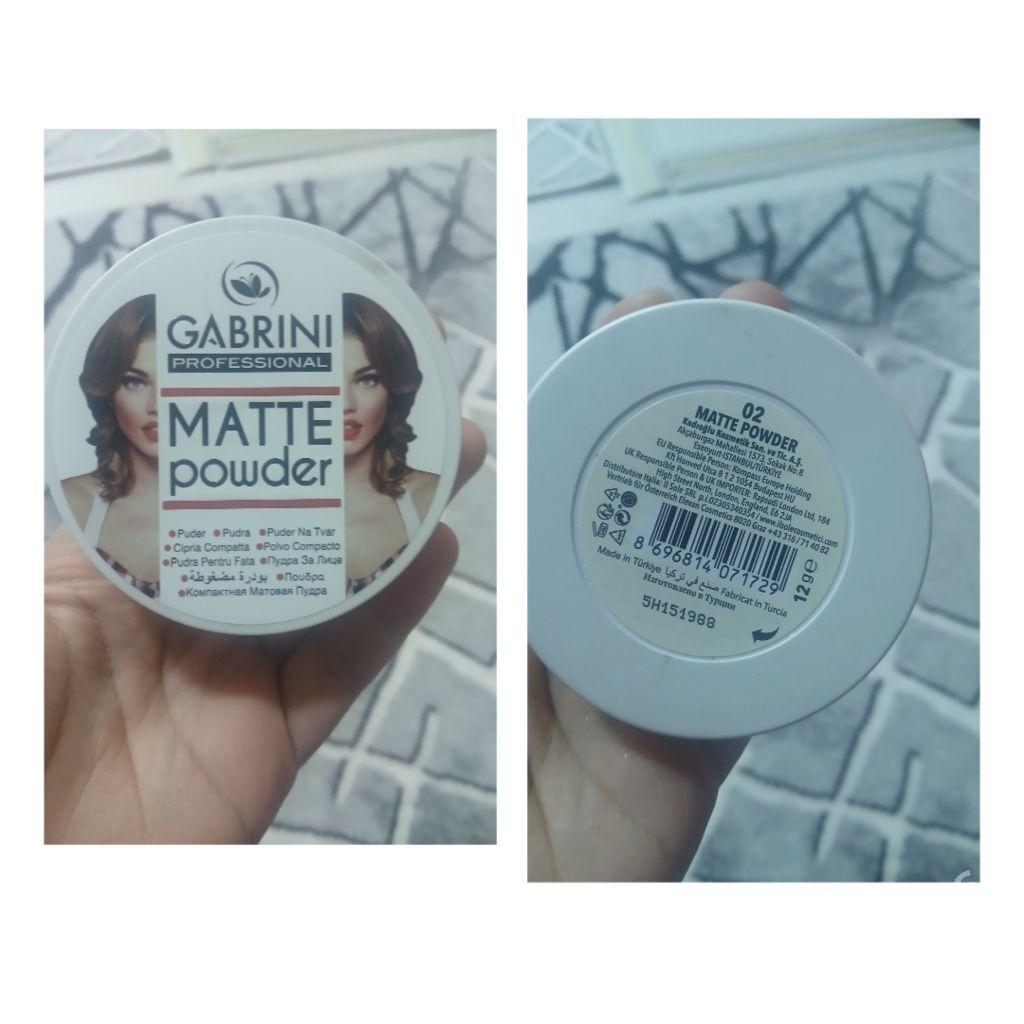 GABRINI
PROFESSIONAL
MATTE
powder
• Puder • Pudra • Puder Na Tvar
• Cipria Compatta • Polvo Compacto
• Pudra Pentru Fata • Пудра За Лице
• بودرة مضغوطة • Πουδρα
• Компактная Матовая Пудра
02
MATTE POWDER
Kadıoğlu Kozmetik San. ve Tic. A.Ş.
Akçaburgaz Mahallesi 1573. Sokak No:8
Esenyurt-İSTANBUL/TÜRKİYE
EU Responsible Person: Kompass Europe Holding
Kft Honved Utca 8 1 2 1054 Budapest HU
UK Responsible Person & UK IMPORTER: Rapsodi London Ltd, 184
High Street North, London, England, E6 2JA
Distributore Italia: Il Sole SRL p.I.02305340354 / www.ilsolecosmetici.com
Vertrieb für Österreich Elevan Cosmetics 8020 Graz +43 316 / 71 40 82
8 696814 071729
12 g e
Made in Türkiye صنع في تركيا Fabricat in Turcia
Изготовлено в Турции
5H151988